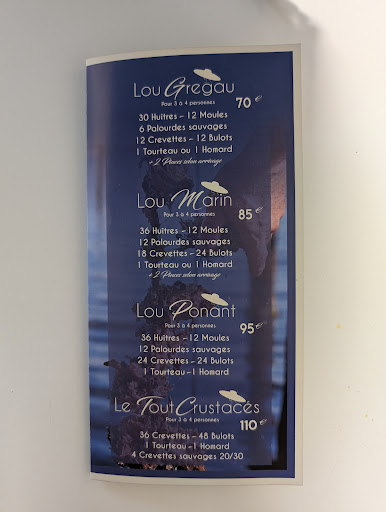 Lou Gregau
Pour 3 à 4 personnes
70 €
30 Huîtres - 12 Moules
6 Palourdes sauvages
12 Crevettes - 12 Bulots
1 Tourteau ou 1 Homard
+ 2 Pinces selon arrivage
Lou Marin
Pour 3 à 4 personnes
85 €
36 Huîtres - 12 Moules
12 Palourdes sauvages
18 Crevettes - 24 Bulots
1 Tourteau ou 1 Homard
+ 2 Pinces selon arrivage
Lou Ponant
Pour 3 à 4 personnes
95 €
36 Huîtres - 12 Moules
12 Palourdes sauvages
24 Crevettes - 24 Bulots
1 Tourteau - 1 Homard
Le Tout Crustacés
Pour 3 à 4 personnes
110 €
36 Crevettes - 48 Bulots
1 Tourteau - 1 Homard
4 Crevettes sauvages 20/30